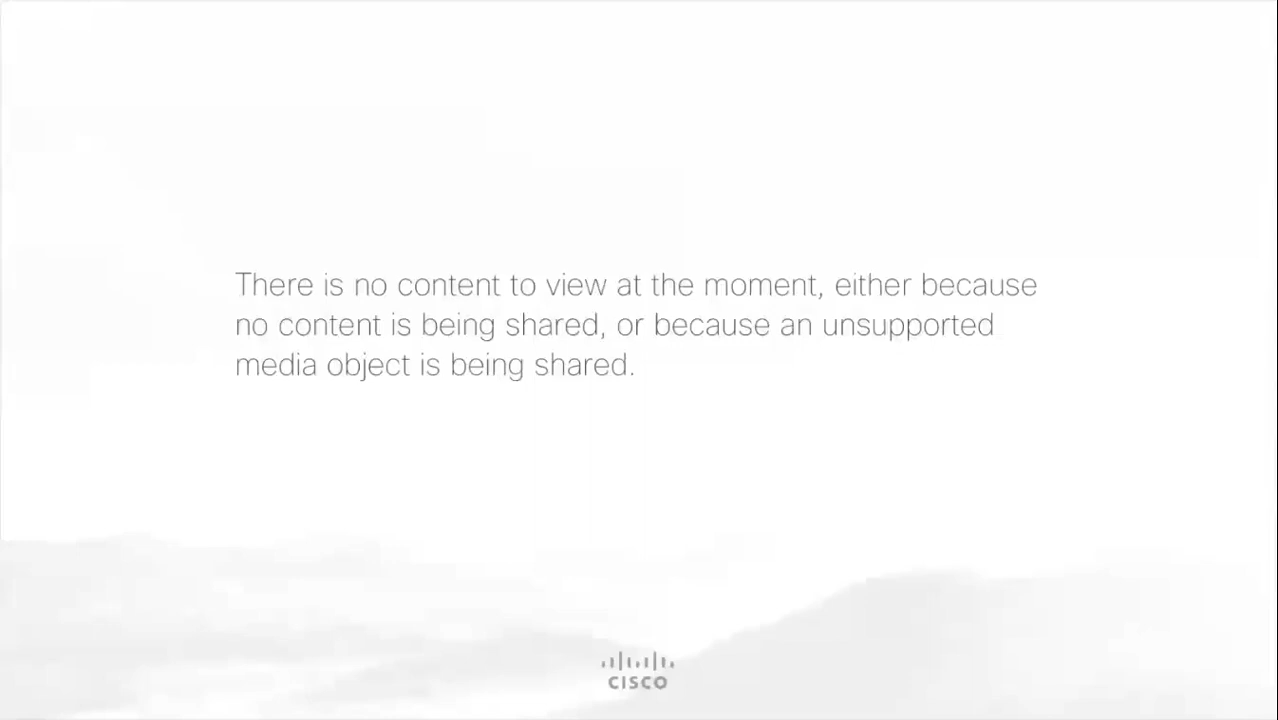 There is no content to view at the moment, either because
no content is being shared, or because an unsupported
media object is being shared.
CISCO